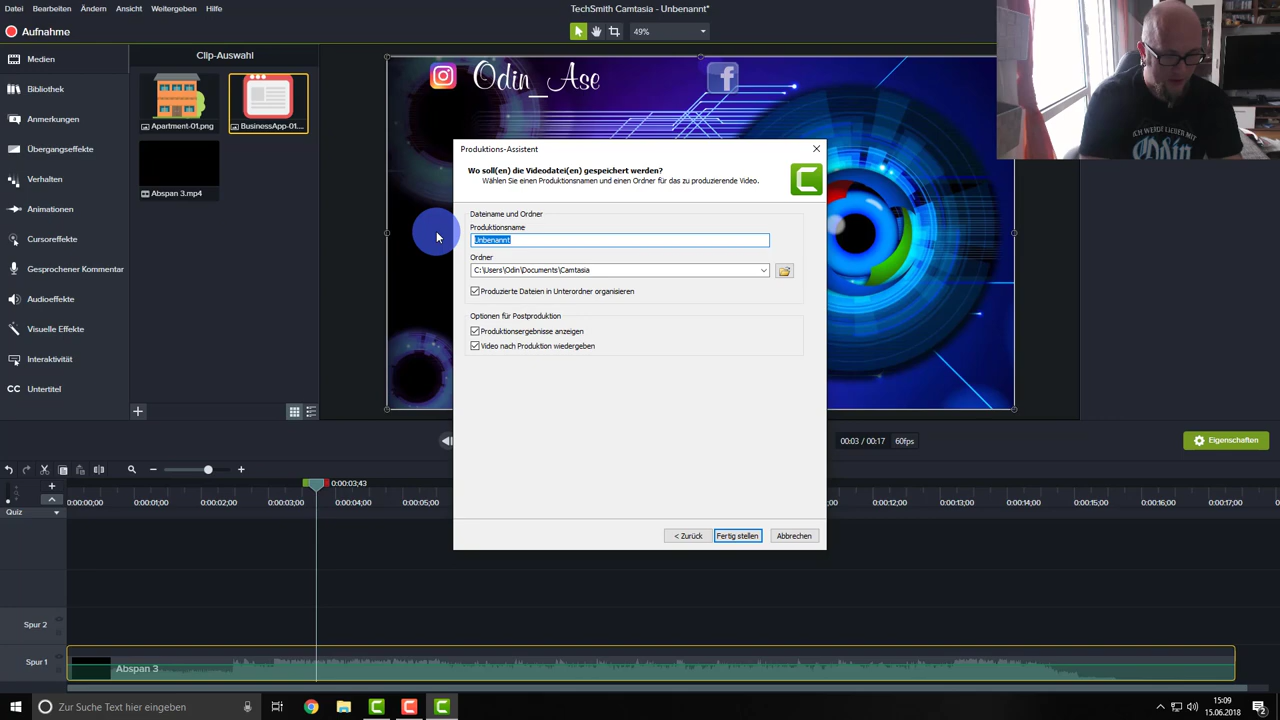 Datei Bearbeiten Ändern Ansicht Weitergeben Hilfe
TechSmith Camtasia - Unbenannt*
Aufnahme
49%
Medien
Bibliothek
Anmerkungen
Übergangseffekte
Verhalten
Animationen
Cursoreffekte
Gesprochener Kommentar
Audioeffekte
Visuelle Effekte
Interaktivität
CC Untertitel
Clip-Auswahl
Apartment-01.png
BusinessApp-01....
Abspan 3.mp4
Odin_Ase
f
ICH WERDT LIEBER MIT
Odin
Produktions-Assistent
Wo soll(en) die Videodatei(en) gespeichert werden?
Wählen Sie einen Produktionsnamen und einen Ordner für das zu produzierende Video.
Dateiname und Ordner
Produktionsname
Unbenannt
Ordner
C:\Users\Odin\Documents\Camtasia
Produzierte Dateien in Unterordner organisieren
Optionen für Postproduktion
Produktionsergebnisse anzeigen
Video nach Produktion wiedergeben
< Zurück
Fertig stellen
Abbrechen
00:03 / 00:17
60fps
Eigenschaften
0:00:03;43
0:00:00;00 0:00:01;00 0:00:02;00 0:00:03;00 0:00:04;00 0:00:05;00 0:00:12;00 0:00:13;00 0:00:14;00 0:00:15;00 0:00:16;00 0:00:17;00
Quiz
Spur 2
Spur 1
Abspan 3
Zur Suche Text hier eingeben
15:09
15.06.2018
2